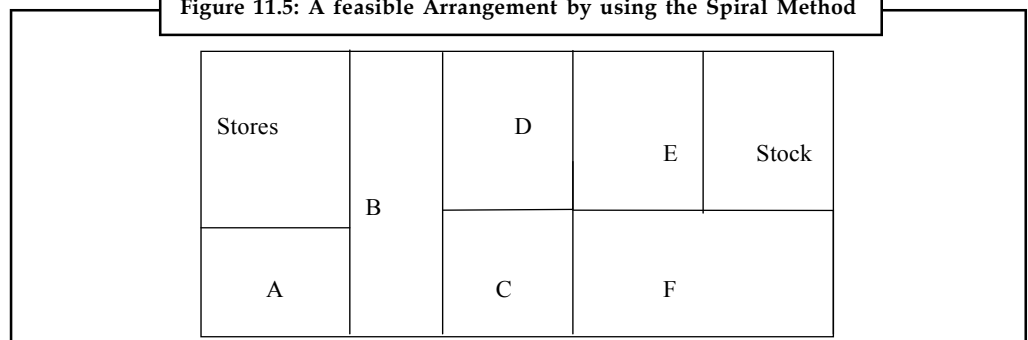 Figure 11.5: A feasible Arrangement by using the Spiral Method
Stores
D
E
Stock
B
A
C
F